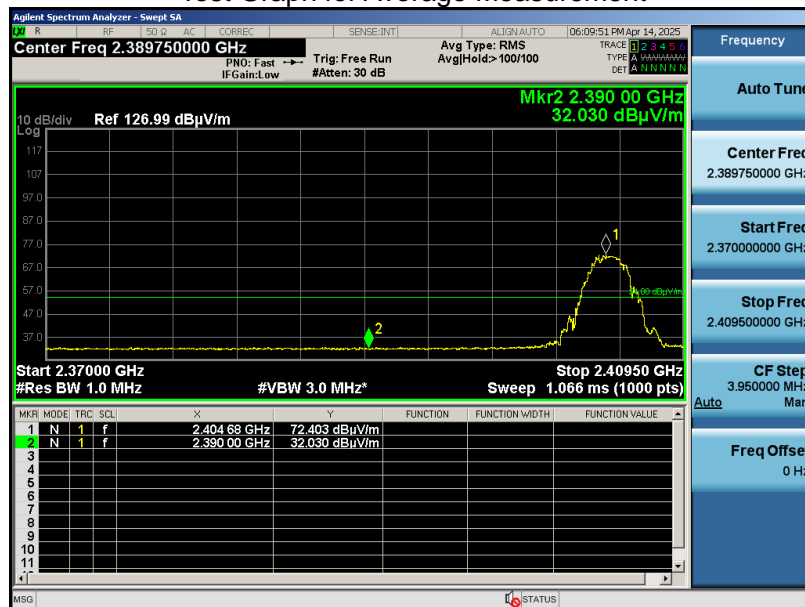 Agilent Spectrum Analyzer - Swept SA
LXI R RF 50 Ω AC CORREC SENSE:INT ALIGN AUTO 06:09:51 PM Apr 14, 2025
Center Freq 2.389750000 GHz
PNO: Fast
IFGain:Low
Trig: Free Run
#Atten: 30 dB
Avg Type: RMS
Avg|Hold:>100/100
TRACE 1 2 3 4 5 6
TYPE A
DET A N N N N N
Mkr2 2.390 00 GHz
32.030 dBµV/m
10 dB/div Ref 126.99 dBµV/m
Log
117
107
97.0
87.0
77.0
67.0
57.0
47.0
37.0
1
2
Start 2.37000 GHz Stop 2.40950 GHz
#Res BW 1.0 MHz #VBW 3.0 MHz* Sweep 1.066 ms (1000 pts)
MKR MODE TRC SCL X Y FUNCTION FUNCTION WIDTH FUNCTION VALUE
1 N 1 f 2.404 68 GHz 72.403 dBµV/m
2 N 1 f 2.390 00 GHz 32.030 dBµV/m
3
4
5
6
7
8
9
10
11
MSG STATUS
Frequency
Auto Tune
Center Freq
2.389750000 GHz
Start Freq
2.370000000 GHz
Stop Freq
2.409500000 GHz
CF Step
3.950000 MHz
Auto Man
Freq Offset
0 Hz